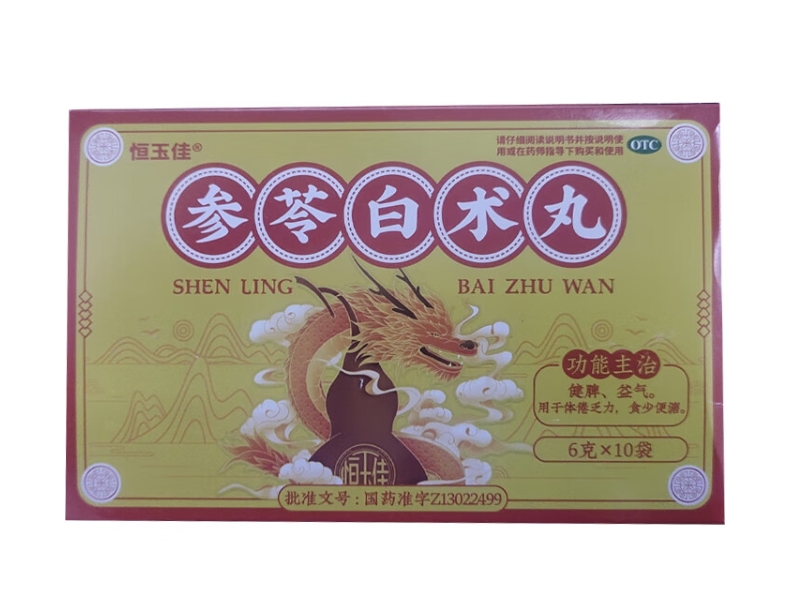 恒玉佳®
请仔细阅读说明书并按说明使
用或在药师指导下购买和使用
OTC
参苓白术丸
SHEN LING BAI ZHU WAN
功能主治
健脾、益气。
用于体倦乏力，食少便溏。
6克×10袋
恒玉佳
批准文号：国药准字Z13022499